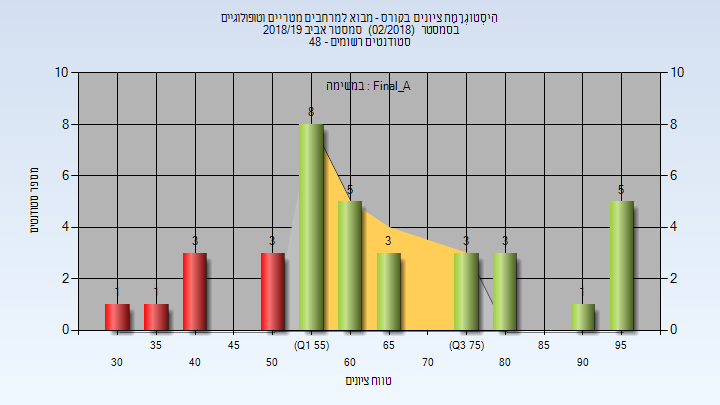 היסטוגרמת ציונים בקורס - מבוא למרחבים מטריים וטופולוגיים
בסמסטר (02/2018) סמסטר אביב 2018/19
סטודנטים רשומים - 48
במשימה : Final_A
10 10
8 8
6 6
4 4
2 2
0 0
1 1 3 3 8 5 3 3 3 1 5
מספר סטודנטים
35 45 (Q1 55) 65 (Q3 75) 85 95
30 40 50 60 70 80 90
טווח ציונים